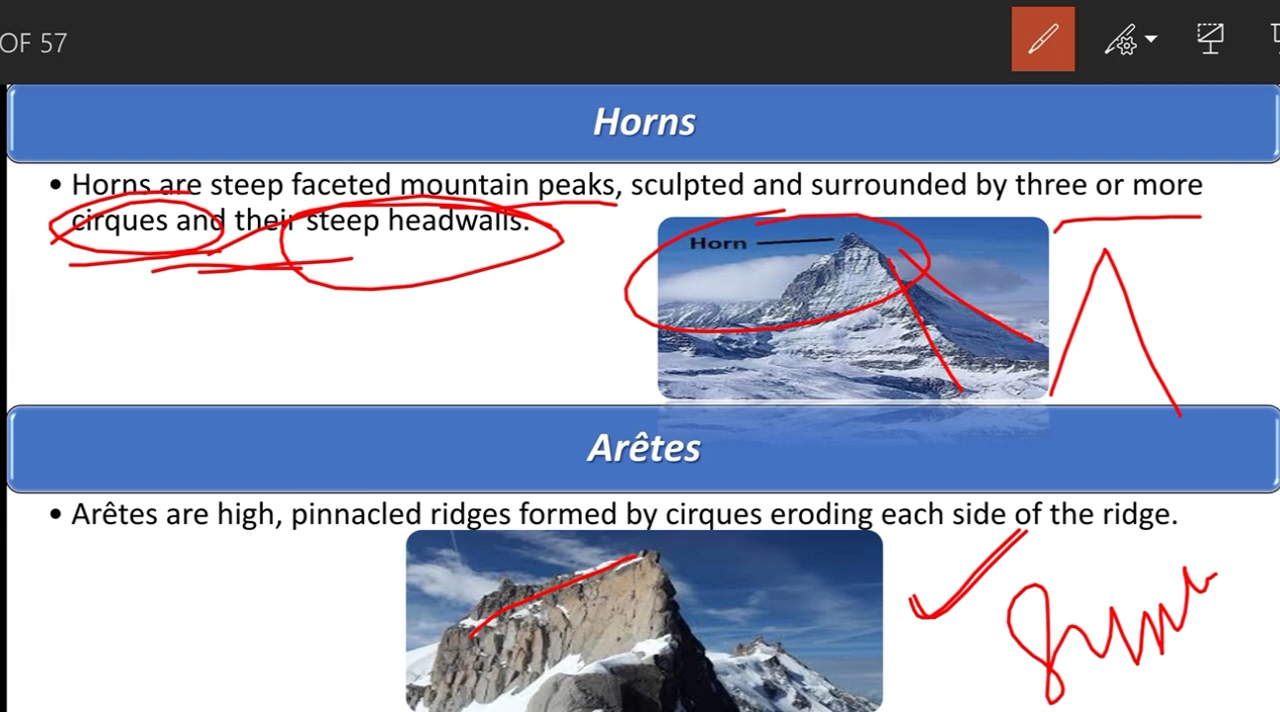 OF 57
Horns
• Horns are steep faceted mountain peaks, sculpted and surrounded by three or more
cirques and their steep headwalls.
Horn
Arêtes
• Arêtes are high, pinnacled ridges formed by cirques eroding each side of the ridge.